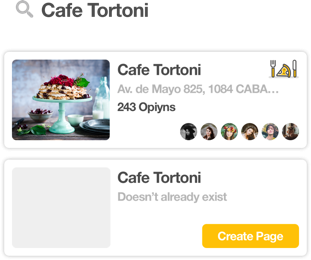 Cafe Tortoni
Cafe Tortoni
Av. de Mayo 825, 1084 CABA...
243 Opiyns
Cafe Tortoni
Doesn't already exist
Create Page